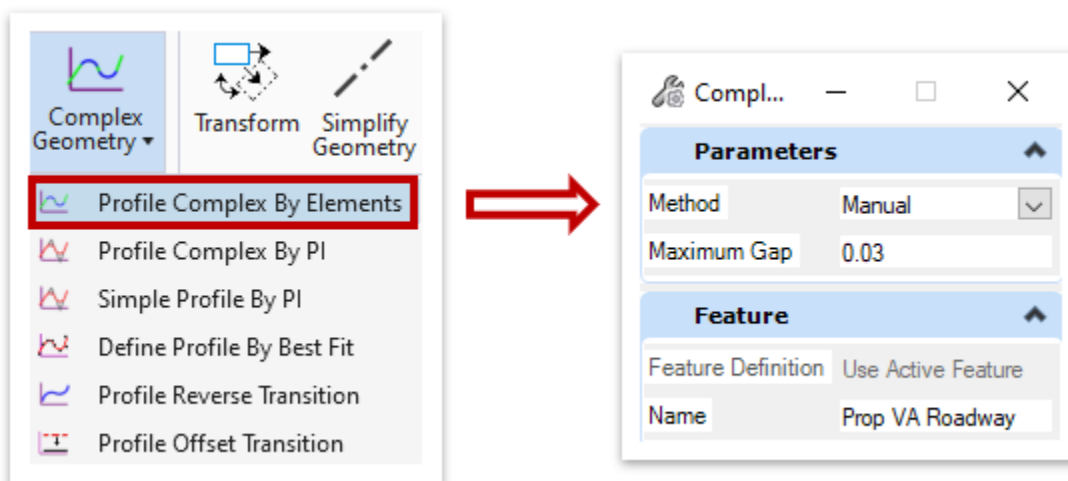 Complex
Geometry ▾
Transform
Simplify
Geometry
Profile Complex By Elements
Profile Complex By PI
Simple Profile By PI
Define Profile By Best Fit
Profile Reverse Transition
Profile Offset Transition
Compl...
Parameters
Method Manual
Maximum Gap 0.03
Feature
Feature Definition Use Active Feature
Name Prop VA Roadway